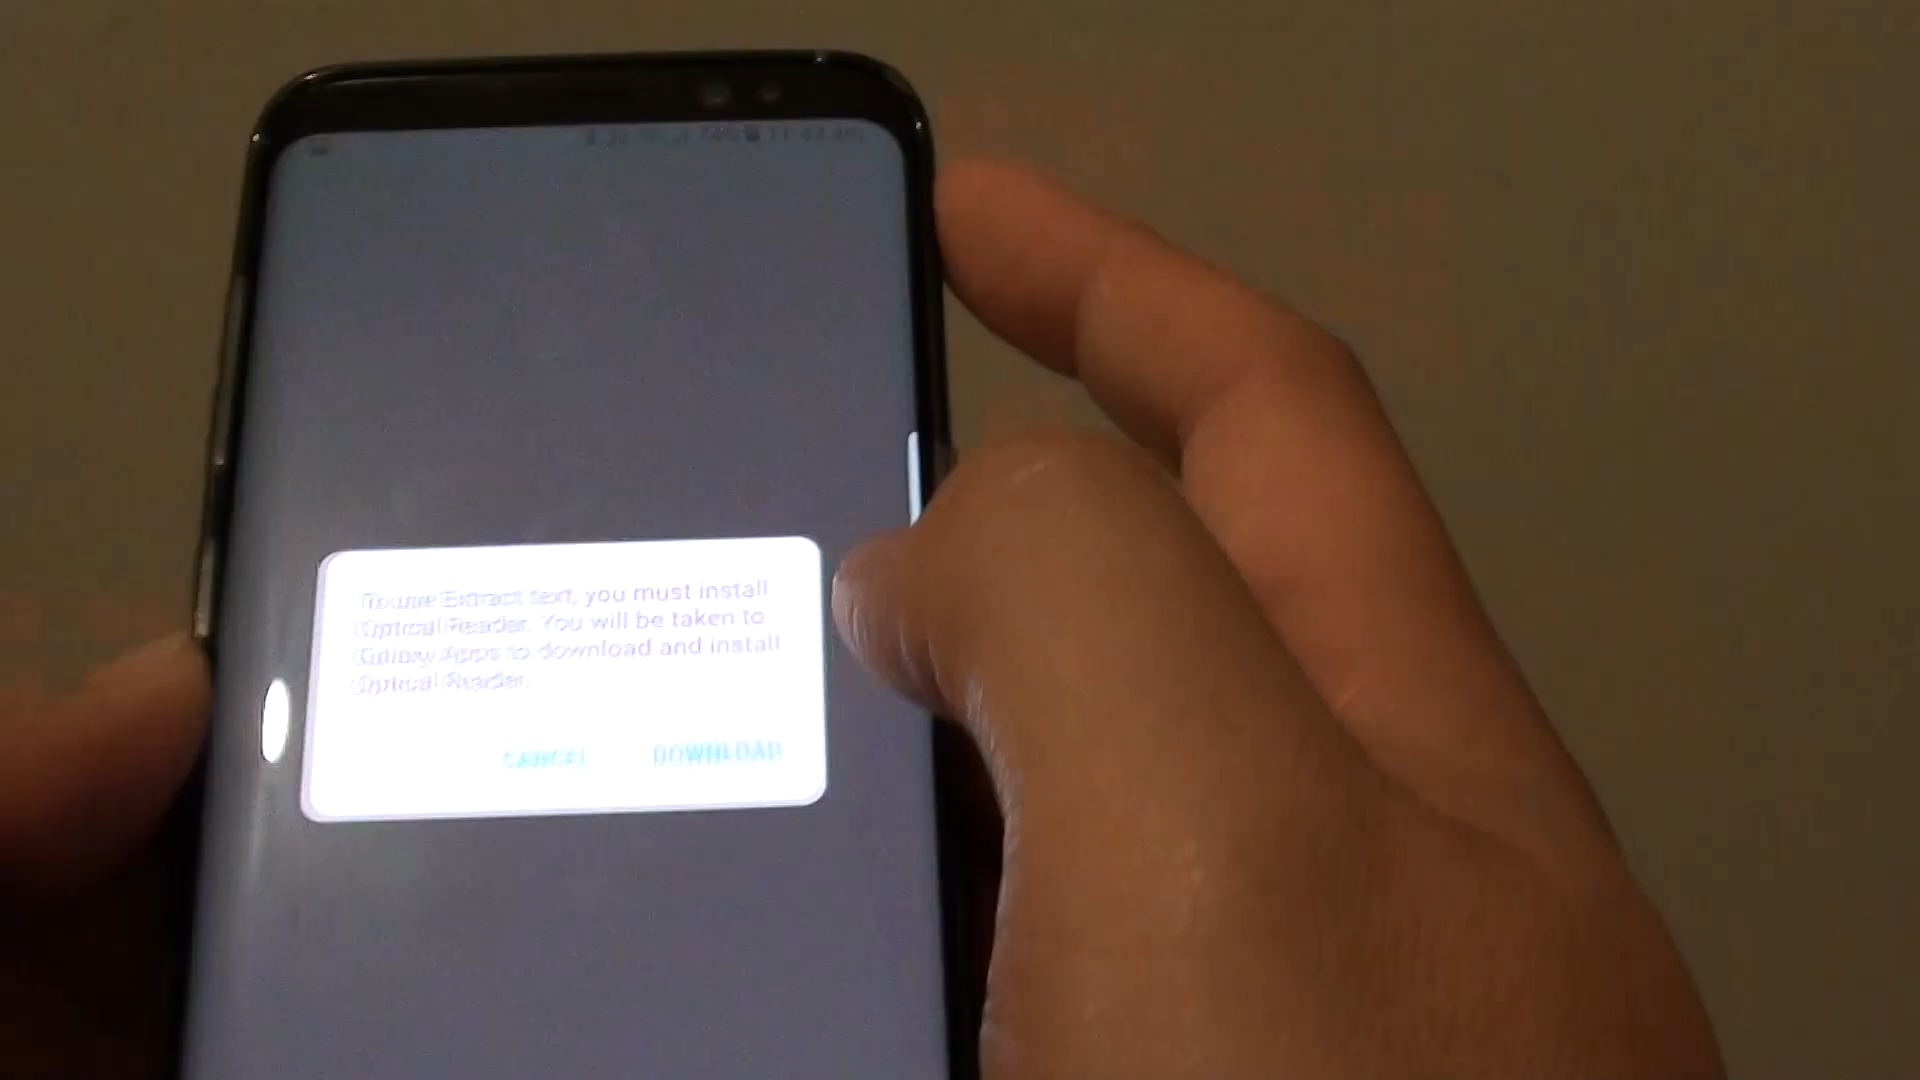 To use Extract text, you must install
Optical Reader. You will be taken to
Galaxy Apps to download and install
Optical Reader.
CANCEL DOWNLOAD